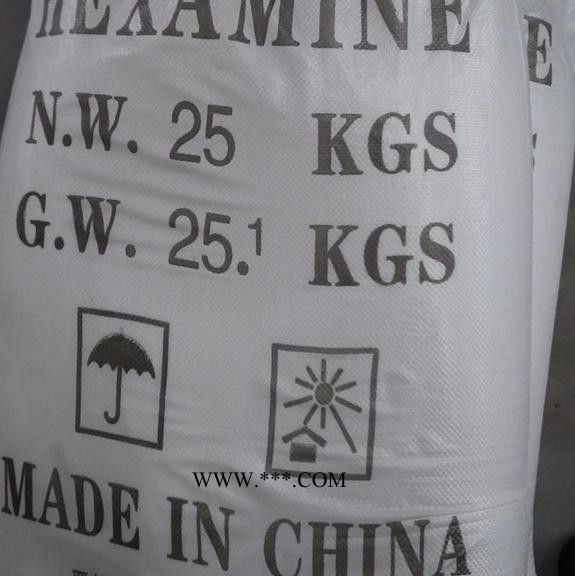 HEXAMINE
N.W. 25 KGS
G.W. 25.1 KGS
WWW.***.COM
MADE IN CHINA